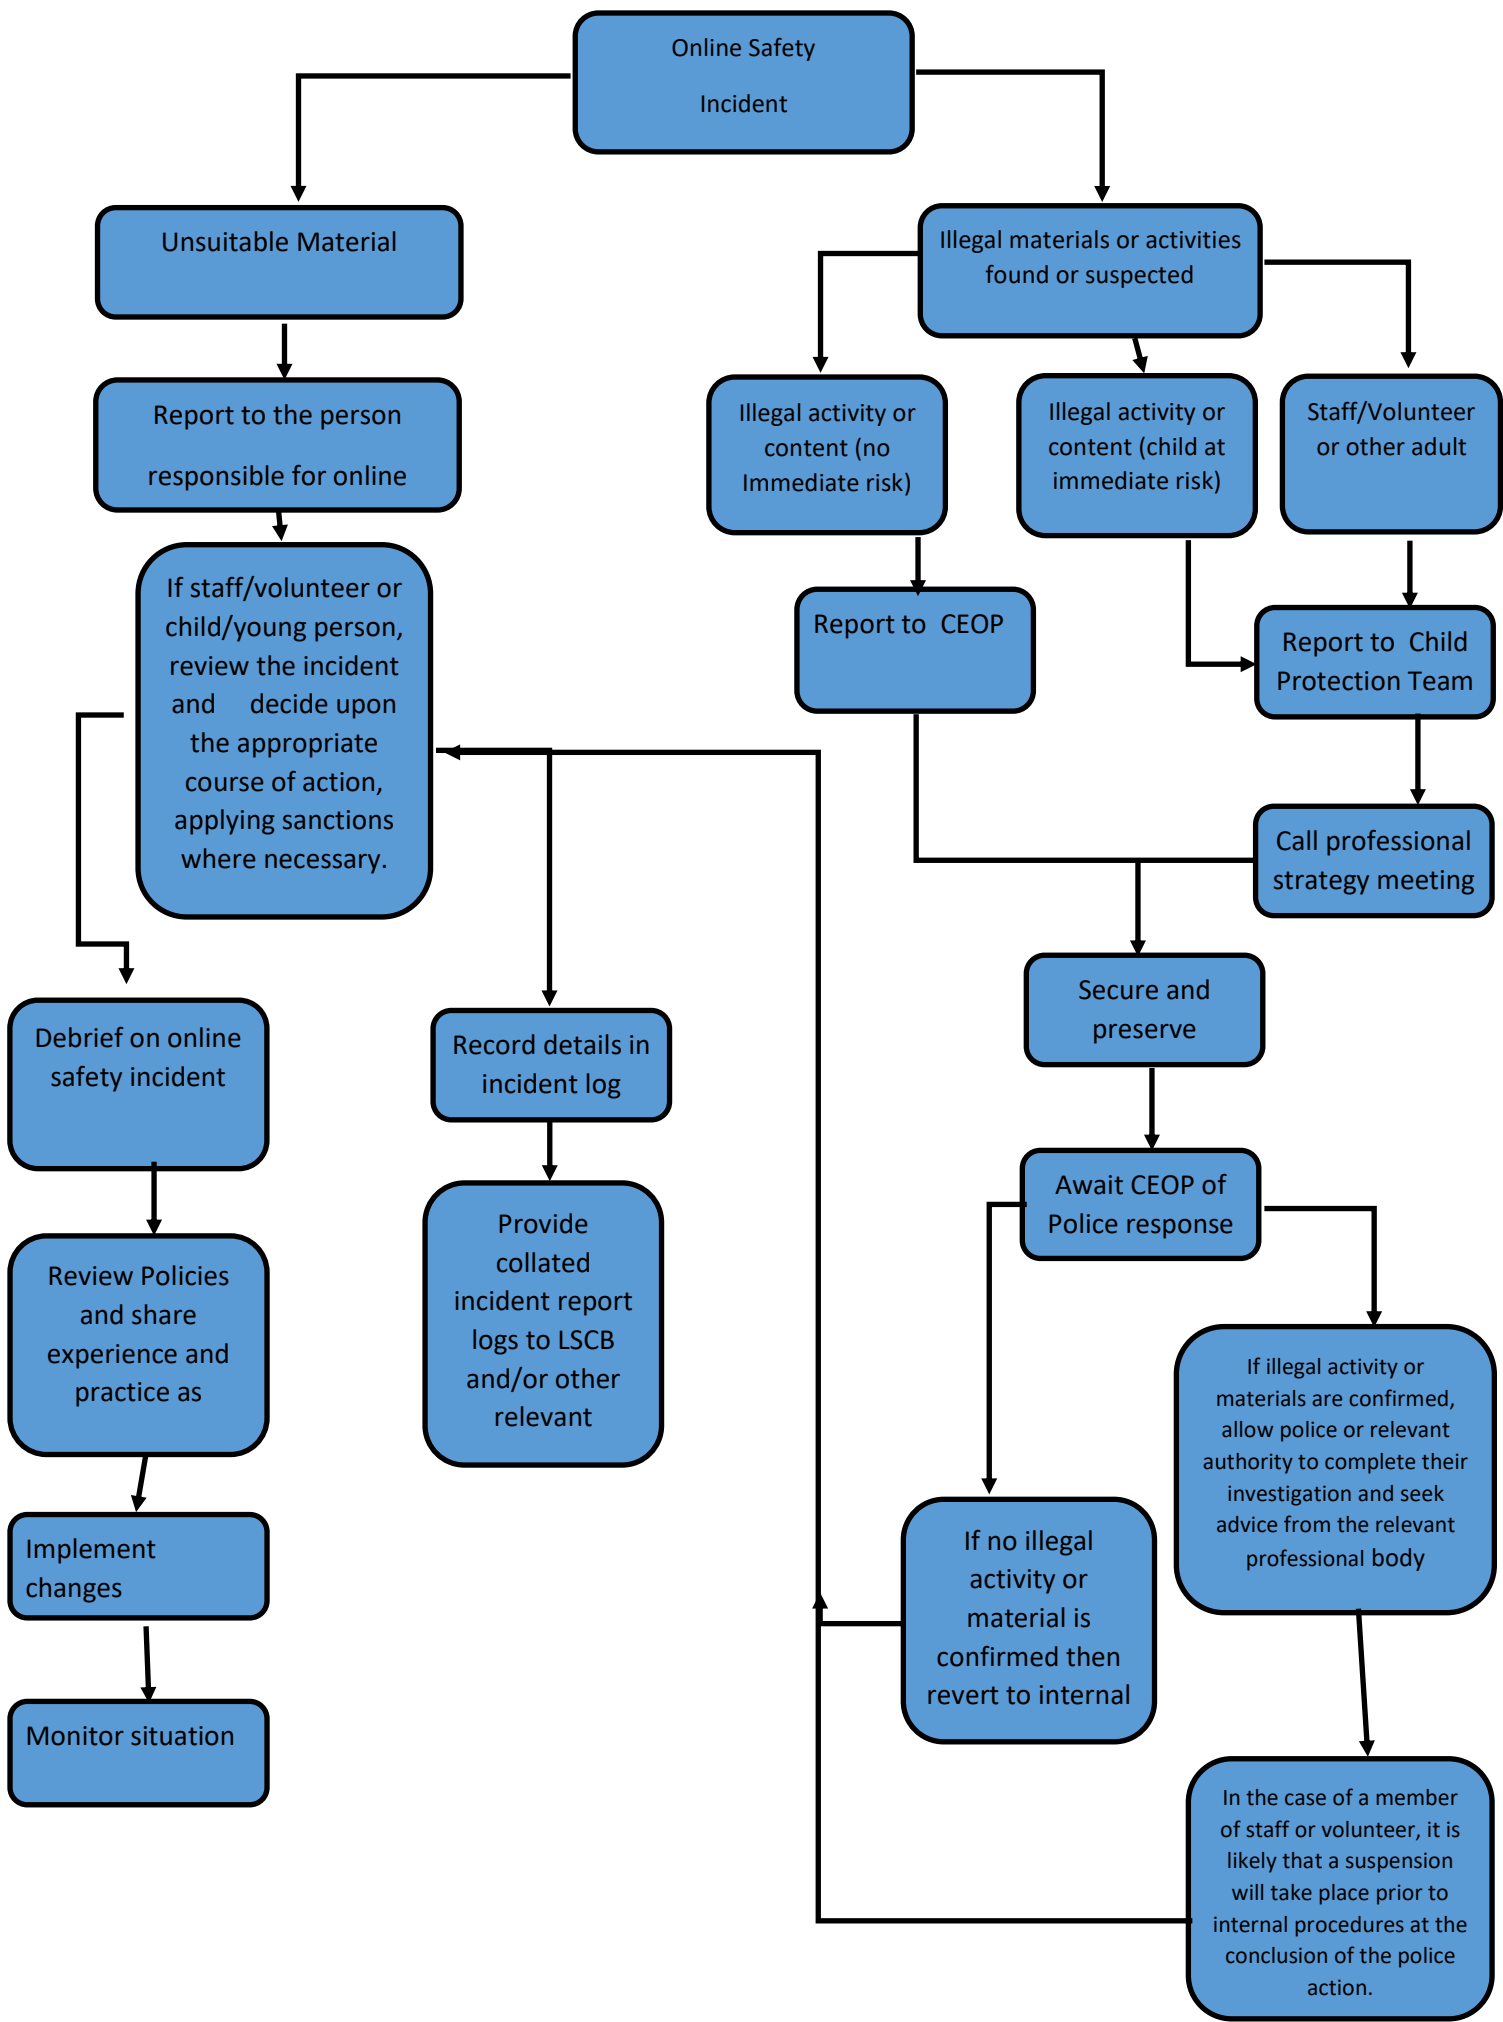 Online Safety
Incident
Unsuitable Material
Illegal materials or activities
found or suspected
Report to the person
responsible for online
Illegal activity or
content (no
Immediate risk)
Illegal activity or
content (child at
immediate risk)
Staff/Volunteer
or other adult
If staff/volunteer or
child/young person,
review the incident
and decide upon
the appropriate
course of action,
applying sanctions
where necessary.
Report to CEOP
Report to Child
Protection Team
Call professional
strategy meeting
Secure and
preserve
Debrief on online
safety incident
Record details in
incident log
Await CEOP of
Police response
Review Policies
and share
experience and
practice as
Provide
collated
incident report
logs to LSCB
and/or other
relevant
If illegal activity or
materials are confirmed,
allow police or relevant
authority to complete their
investigation and seek
advice from the relevant
professional body
Implement
changes
If no illegal
activity or
material is
confirmed then
revert to internal
Monitor situation
In the case of a member
of staff or volunteer, it is
likely that a suspension
will take place prior to
internal procedures at the
conclusion of the police
action.